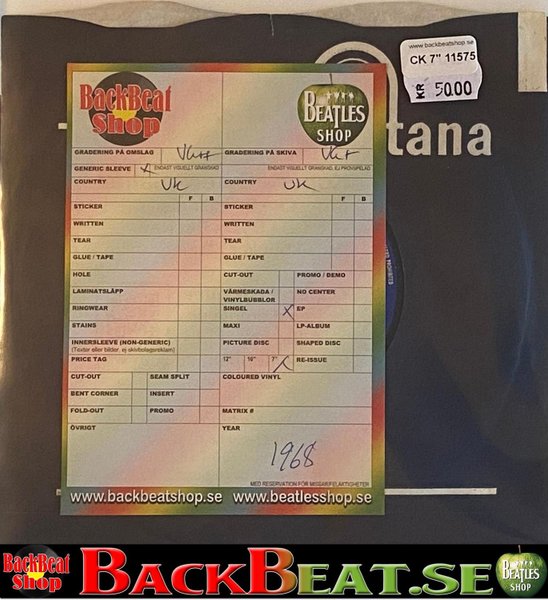 www.backbeatshop.se
CK 7" 11575
KR 50.00
tana
BackBeat
Shop
BEATLES
SHOP
GRADERING PÅ OMSLAG VG++
GRADERING PÅ SKIVA VG+
GENERIC SLEEVE X ENDAST VISUELLT GRANSKAD
ENDAST VISUELLT GRANSKAD, EJ PROVSPELAD
COUNTRY UK
COUNTRY UK
F B
F B
STICKER
STICKER
WRITTEN
WRITTEN
TEAR
TEAR
GLUE / TAPE
GLUE / TAPE
HOLE
CUT-OUT
PROMO / DEMO
LAMINATSLÄPP
VÄRMESKADA /
VINYLBUBBLOR
NO CENTER
RINGWEAR
SINGEL X
EP
STAINS
MAXI
LP-ALBUM
INNERSLEEVE (NON-GENERIC)
(Texter eller bilder, ej skivbolagsreklam)
PICTURE DISC
SHAPED DISC
PRICE TAG
12" 10" 7" X
RE-ISSUE
CUT-OUT
SEAM SPLIT
COLOURED VINYL
BENT CORNER
INSERT
FOLD-OUT
PROMO
MATRIX #
ÖVRIGT
YEAR
1968
MED RESERVATION FÖR MISSAR/FELAKTIGHETER
www.backbeatshop.se www.beatlesshop.se
BackBeat
Shop
BACKBEAT.SE
BEATLES
SHOP